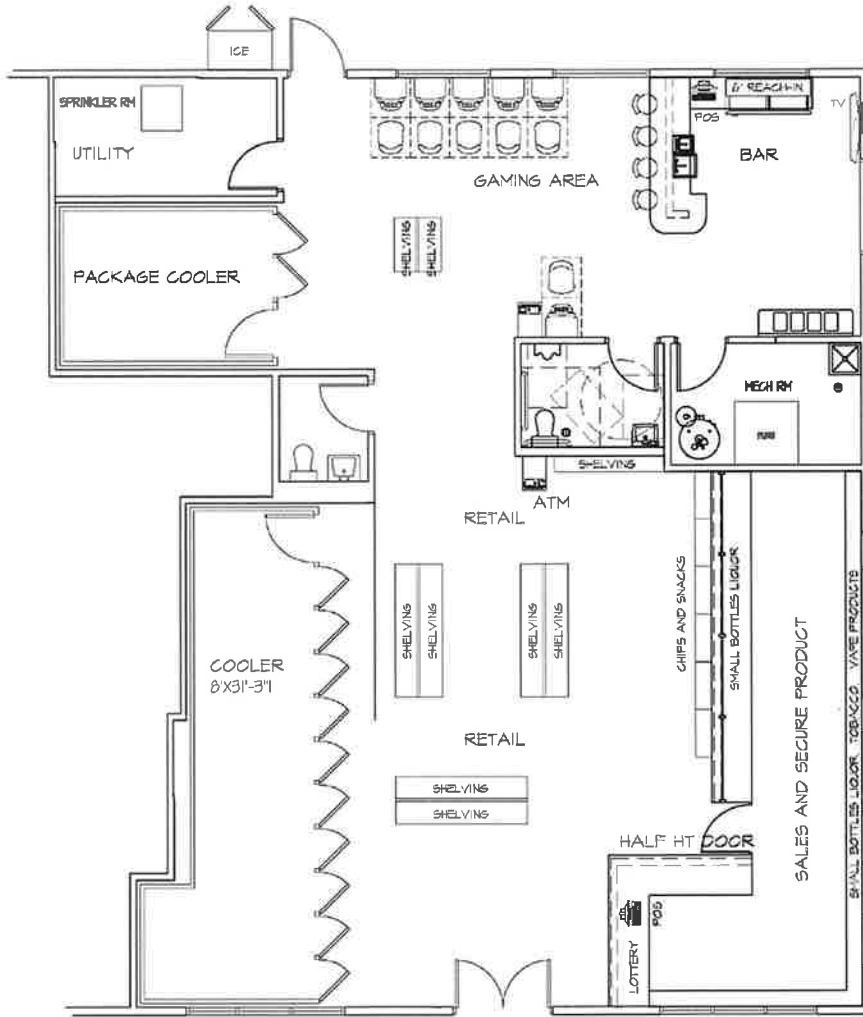 ICE
SPRINKLER RM
UTILITY
6' REACH-IN
POS
TV
BAR
GAMING AREA
SHELVING
SHELVING
PACKAGE COOLER
MECH RM
SHELVING
ATM
RETAIL
SHELVING
SHELVING
SHELVING
SHELVING
CHIPS AND SNACKS
SMALL BOTTLES LIQUOR
COOLER
8'X31'-3"
SALES AND SECURE PRODUCT
SMALL BOTTLES LIQUOR, TOBACCO, VAPE PRODUCTS
RETAIL
SHELVING
SHELVING
HALF HT DOOR
POS
LOTTERY